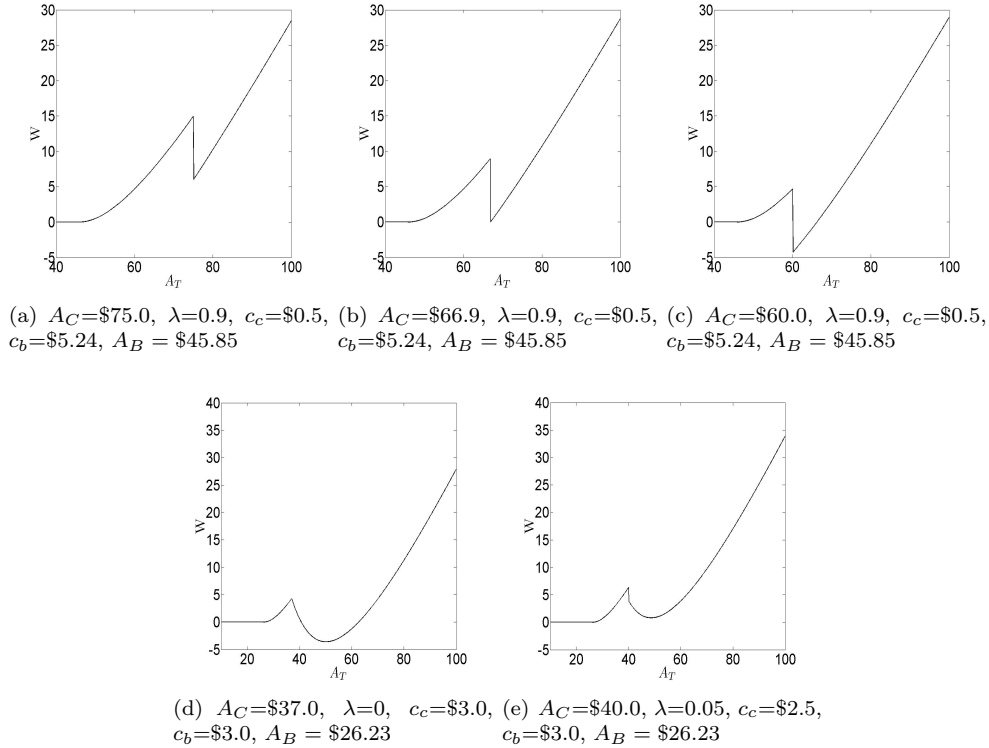 30
25
20
15
10
5
0
-5
W
40 60 80 100
A_T
30
25
20
15
10
5
0
-5
W
40 60 80 100
A_T
30
25
20
15
10
5
0
-5
W
40 60 80 100
A_T
(a) A_C=$75.0, λ=0.9, c_c=$0.5,
c_b=$5.24, A_B = $45.85
(b) A_C=$66.9, λ=0.9, c_c=$0.5,
c_b=$5.24, A_B = $45.85
(c) A_C=$60.0, λ=0.9, c_c=$0.5,
c_b=$5.24, A_B = $45.85
40
35
30
25
20
15
10
5
0
-5
W
20 40 60 80 100
A_T
40
35
30
25
20
15
10
5
0
-5
W
20 40 60 80 100
A_T
(d) A_C=$37.0, λ=0, c_c=$3.0,
c_b=$3.0, A_B = $26.23
(e) A_C=$40.0, λ=0.05, c_c=$2.5,
c_b=$3.0, A_B = $26.23